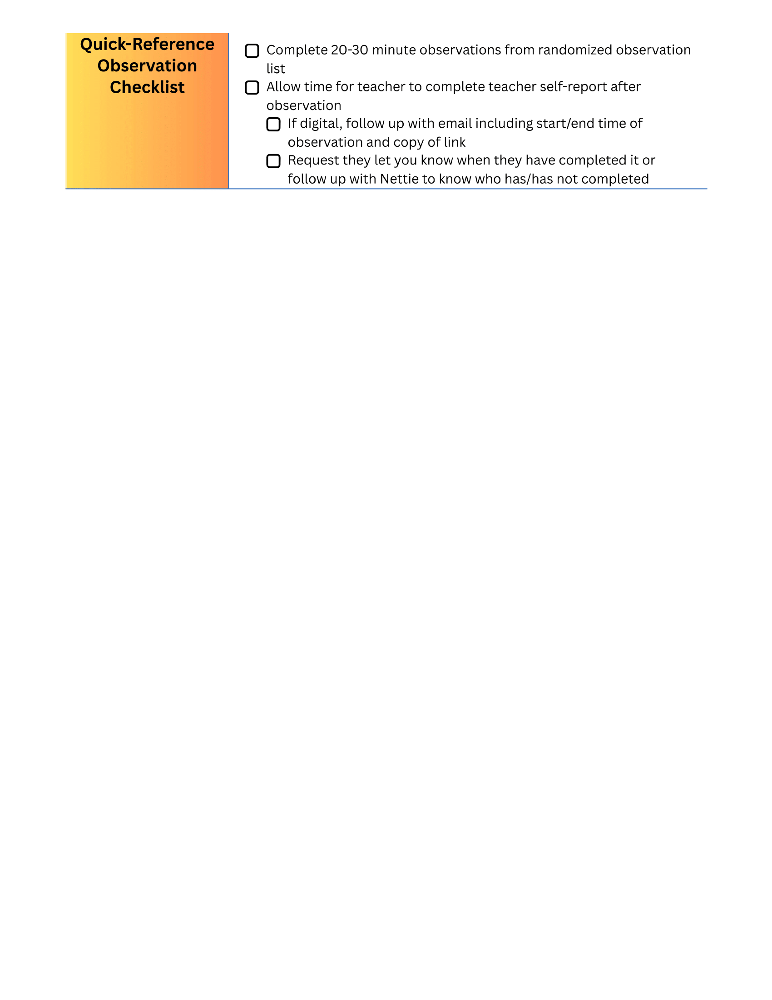 Quick-Reference
Observation
Checklist
Complete 20-30 minute observations from randomized observation
list
Allow time for teacher to complete teacher self-report after
observation
If digital, follow up with email including start/end time of
observation and copy of link
Request they let you know when they have completed it or
follow up with Nettie to know who has/has not completed